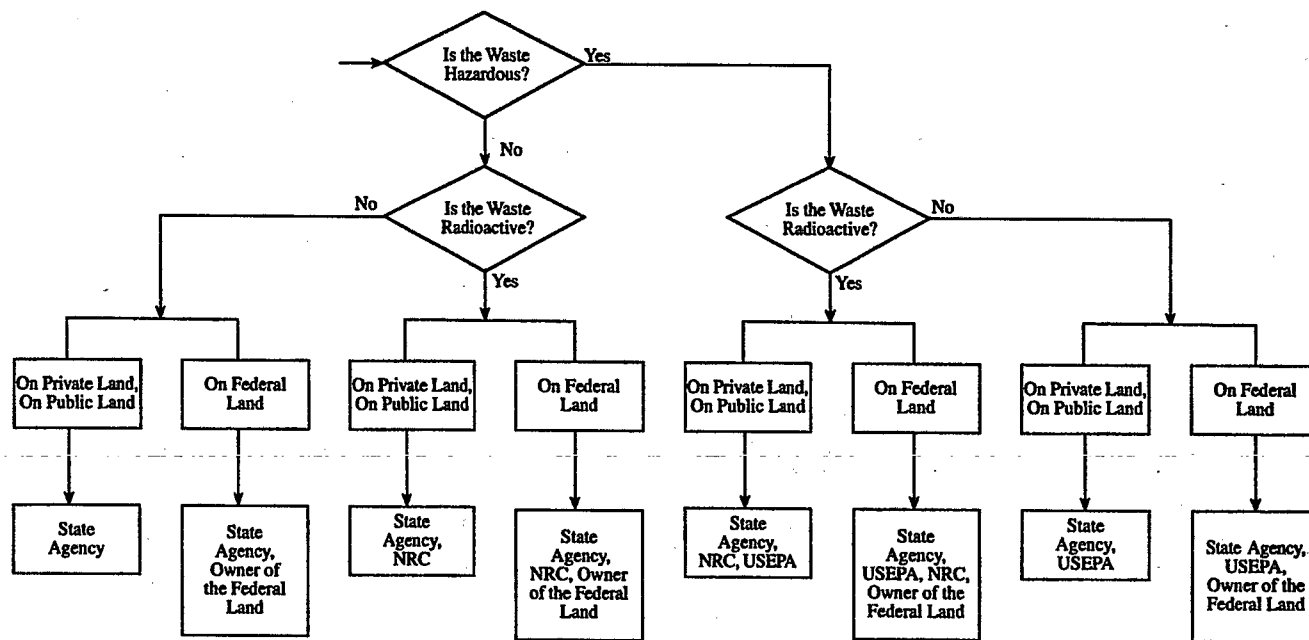 Is the Waste
Hazardous?
Yes
No
No
Is the Waste
Radioactive?
Yes
Is the Waste
Radioactive?
No
Yes
On Private Land,
On Public Land
On Federal
Land
On Private Land,
On Public Land
On Federal
Land
On Private Land,
On Public Land
On Federal
Land
On Private Land,
On Public Land
On Federal
Land
State
Agency
State
Agency,
Owner of
the Federal
Land
State
Agency,
NRC
State
Agency,
NRC, Owner
of the Federal
Land
State
Agency,
NRC, USEPA
State
Agency,
USEPA, NRC,
Owner of the
Federal Land
State
Agency,
USEPA
State Agency,
USEPA,
Owner of the
Federal Land